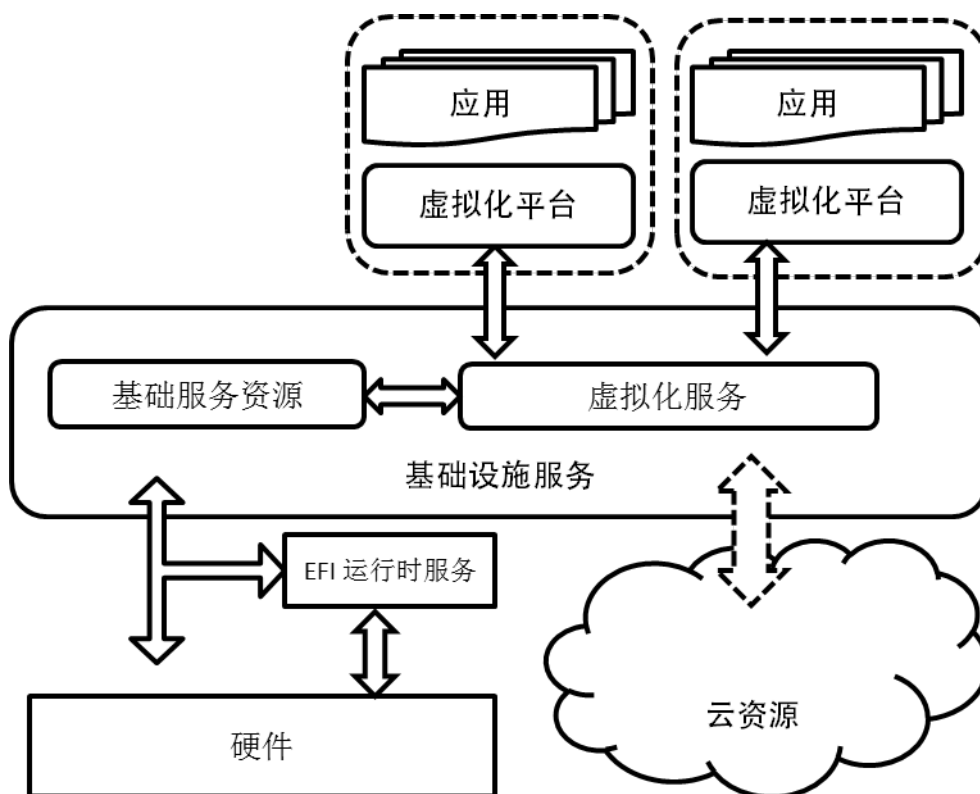 应用
应用
虚拟化平台
虚拟化平台
基础服务资源
虚拟化服务
基础设施服务
EFI 运行时服务
云资源
硬件